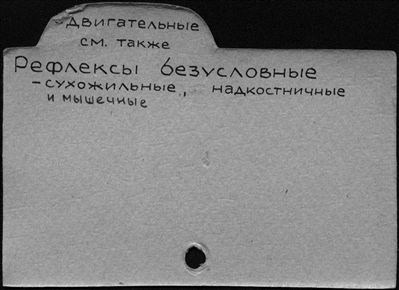 -Двигательные
см. также
Рефлексы безусловные
-сухожильные, надкостничные
и мышечные